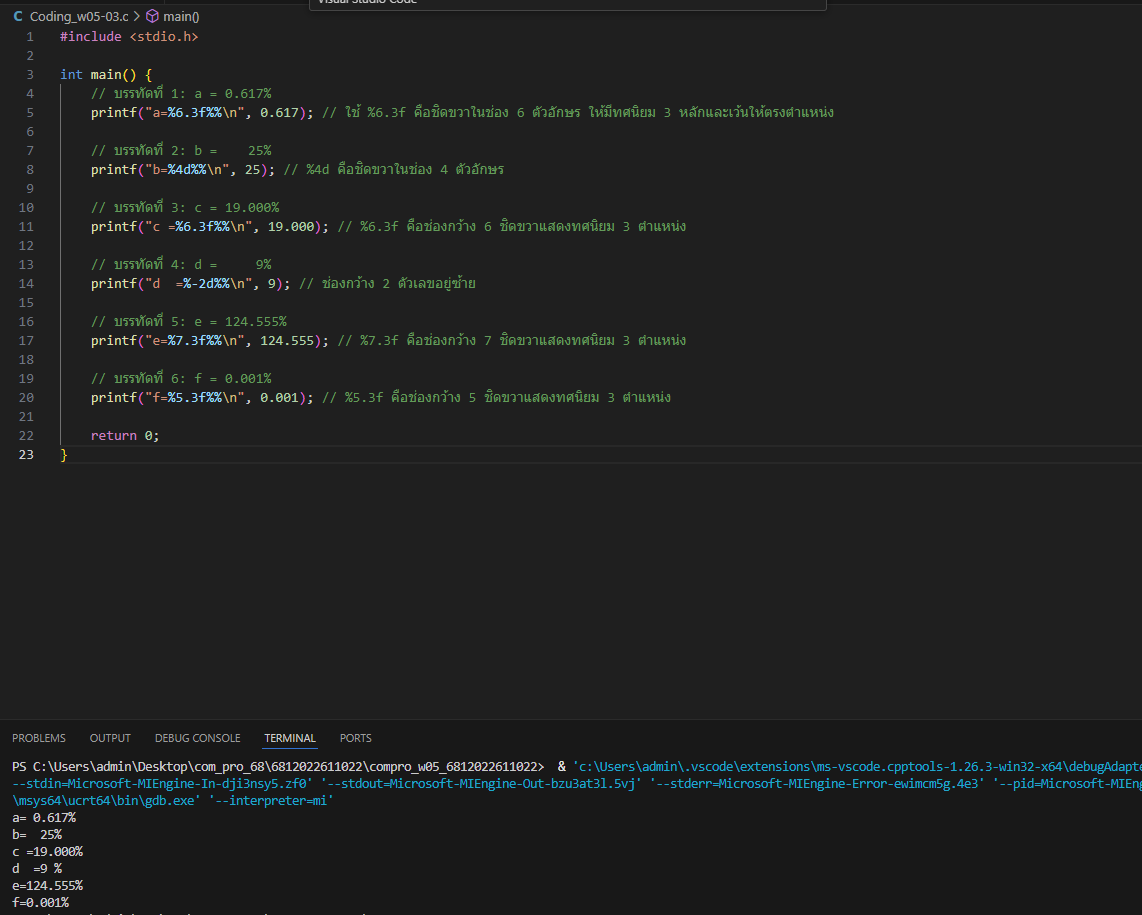 Visual Studio Code
C Coding_w05-03.c > main()
1 #include <stdio.h>
2
3 int main() {
4     // บรรทัดที่ 1: a = 0.617%
5     printf("a=%6.3f%%\n", 0.617); // ใช้ %6.3f คือชิดขวาในช่อง 6 ตัวอักษร ให้มีทศนิยม 3 หลักและเว้นให้ตรงตำแหน่ง
6
7     // บรรทัดที่ 2: b =    25%
8     printf("b=%4d%%\n", 25); // %4d คือชิดขวาในช่อง 4 ตัวอักษร
9
10     // บรรทัดที่ 3: c = 19.000%
11     printf("c =%6.3f%%\n", 19.000); // %6.3f คือช่องกว้าง 6 ชิดขวาแสดงทศนิยม 3 ตำแหน่ง
12
13     // บรรทัดที่ 4: d =     9%
14     printf("d  =%-2d%%\n", 9); // ช่องกว้าง 2 ตัวเลขอยู่ซ้าย
15
16     // บรรทัดที่ 5: e = 124.555%
17     printf("e=%7.3f%%\n", 124.555); // %7.3f คือช่องกว้าง 7 ชิดขวาแสดงทศนิยม 3 ตำแหน่ง
18
19     // บรรทัดที่ 6: f = 0.001%
20     printf("f=%5.3f%%\n", 0.001); // %5.3f คือช่องกว้าง 5 ชิดขวาแสดงทศนิยม 3 ตำแหน่ง
21
22     return 0;
23 }
PROBLEMS OUTPUT DEBUG CONSOLE TERMINAL PORTS
PS C:\Users\admin\Desktop\com_pro_68\6812022611022\compro_w05_6812022611022>  & 'c:\Users\admin\.vscode\extensions\ms-vscode.cpptools-1.26.3-win32-x64\debugAdapte
--stdin=Microsoft-MIEngine-In-dji3nsy5.zf0' '--stdout=Microsoft-MIEngine-Out-bzu3at3l.5vj' '--stderr=Microsoft-MIEngine-Error-ewimcm5g.4e3' '--pid=Microsoft-MIEng
\msys64\ucrt64\bin\gdb.exe' '--interpreter=mi'
a= 0.617%
b=  25%
c =19.000%
d  =9 %
e=124.555%
f=0.001%